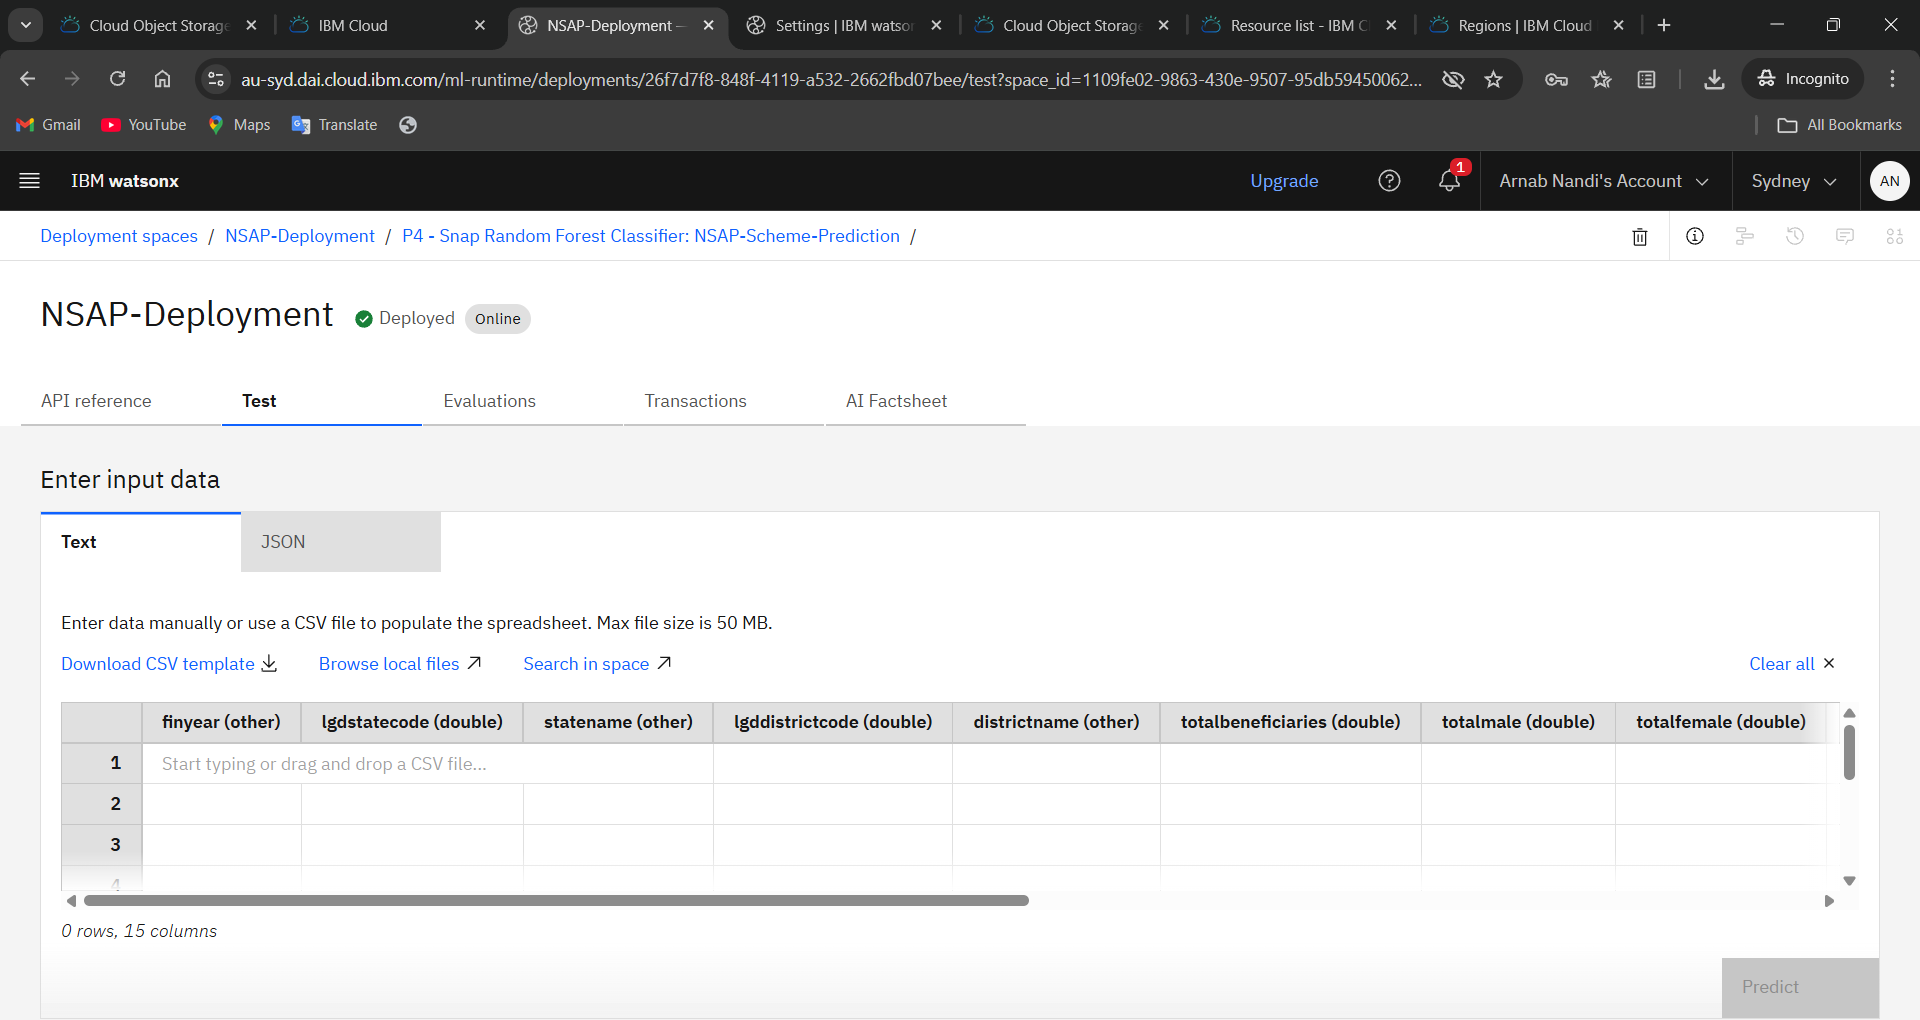 Cloud Object Storage
IBM Cloud
NSAP-Deployment —
Settings | IBM watson
Cloud Object Storage
Resource list - IBM C
Regions | IBM Cloud
au-syd.dai.cloud.ibm.com/ml-runtime/deployments/26f7d7f8-848f-4119-a532-2662fbd07bee/test?space_id=1109fe02-9863-430e-9507-95db59450062...
Incognito
Gmail
YouTube
Maps
Translate
All Bookmarks
IBM watsonx
Upgrade
1
Arnab Nandi's Account
Sydney
AN
Deployment spaces / NSAP-Deployment / P4 - Snap Random Forest Classifier: NSAP-Scheme-Prediction /
NSAP-Deployment
Deployed
Online
API reference
Test
Evaluations
Transactions
AI Factsheet
Enter input data
Text
JSON
Enter data manually or use a CSV file to populate the spreadsheet. Max file size is 50 MB.
Download CSV template
Browse local files
Search in space
Clear all
finyear (other) lgdstatecode (double) statename (other) lgddistrictcode (double) districtname (other) totalbeneficiaries (double) totalmale (double) totalfemale (double)
1 Start typing or drag and drop a CSV file...
2
3
4
0 rows, 15 columns
Predict